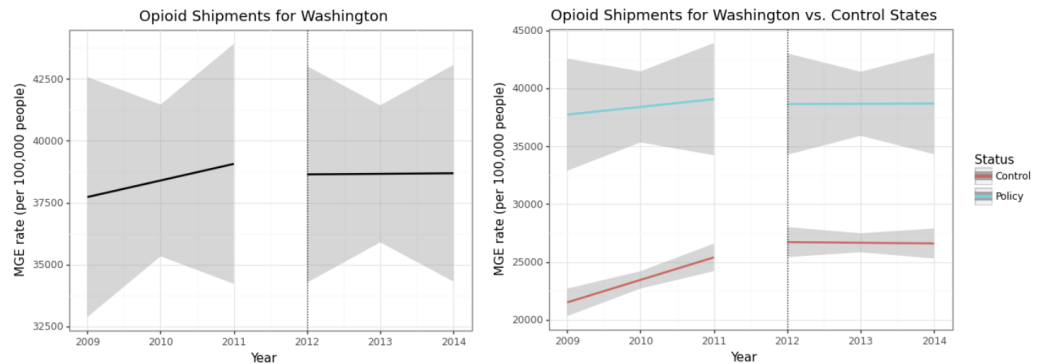 Opioid Shipments for Washington
MGE rate (per 100,000 people)
42500
40000
37500
35000
32500
2009 2010 2011 2012 2013 2014
Year
Opioid Shipments for Washington vs. Control States
MGE rate (per 100,000 people)
45000
40000
35000
30000
25000
20000
2009 2010 2011 2012 2013 2014
Year
Status
Control
Policy